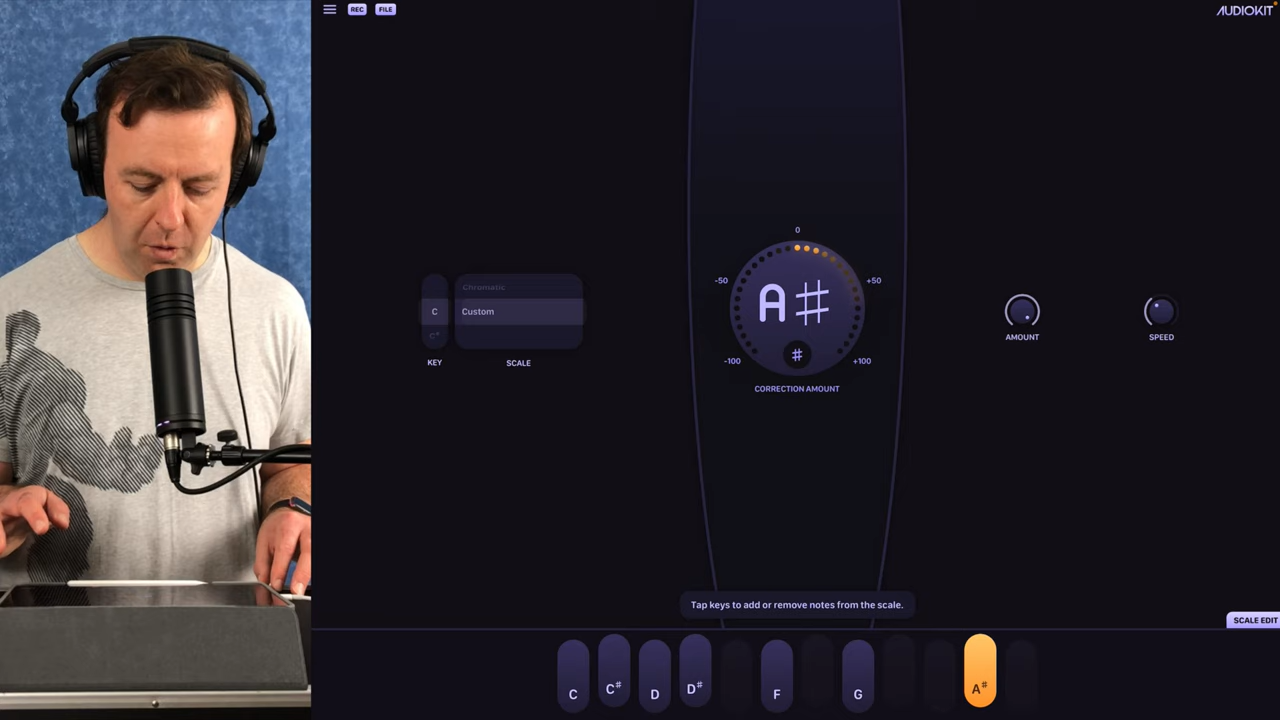 REC
FILE
AUDIOKIT
0
-50
+50
A#
#
-100
+100
CORRECTION AMOUNT
Chromatic
C
Custom
C#
KEY
SCALE
AMOUNT
SPEED
Tap keys to add or remove notes from the scale.
SCALE EDIT
C
C#
D
D#
F
G
A#